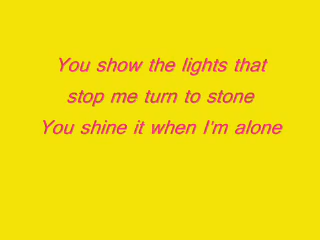 You show the lights that
stop me turn to stone
You shine it when I'm alone